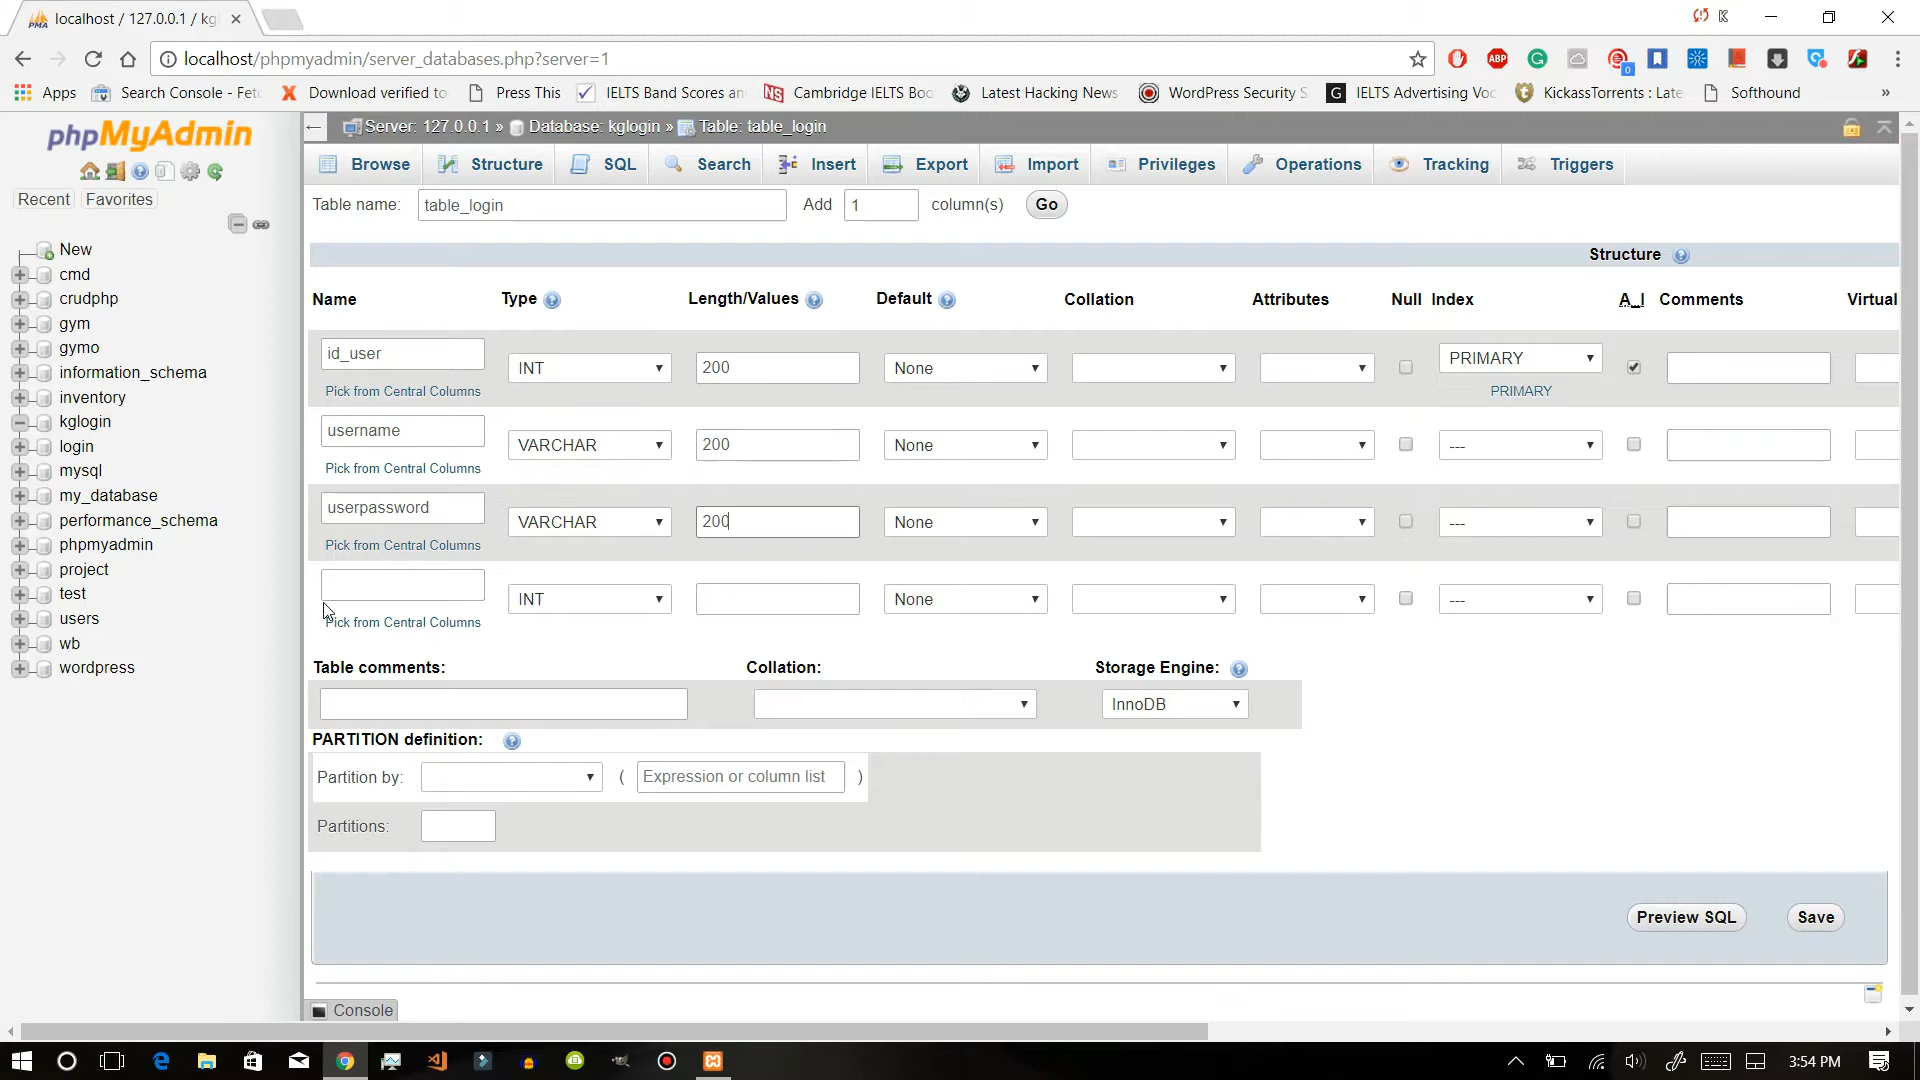 localhost / 127.0.0.1 / kg
localhost/phpmyadmin/server_databases.php?server=1
ABP
0
Apps
Search Console - Fetc
Download verified to
Press This
IELTS Band Scores an
Cambridge IELTS Boo
Latest Hacking News
WordPress Security S
IELTS Advertising Voc
KickassTorrents : Late
Softhound
»
phpMyAdmin
Recent
Favorites
New
cmd
crudphp
gym
gymo
information_schema
inventory
kglogin
login
mysql
my_database
performance_schema
phpmyadmin
project
test
users
wb
wordpress
Server: 127.0.0.1 » Database: kglogin » Table: table_login
Browse Structure SQL Search Insert Export Import Privileges Operations Tracking Triggers
Table name: table_login Add 1 column(s) Go
Structure
Name Type Length/Values Default Collation Attributes Null Index A_I Comments Virtual
id_user INT 200 None PRIMARY
Pick from Central Columns PRIMARY
username VARCHAR 200 None ---
Pick from Central Columns
userpassword VARCHAR 200 None ---
Pick from Central Columns
INT None ---
Pick from Central Columns
Table comments: Collation: Storage Engine:
InnoDB
PARTITION definition:
Partition by: ( Expression or column list )
Partitions:
Preview SQL Save
Console
3:54 PM